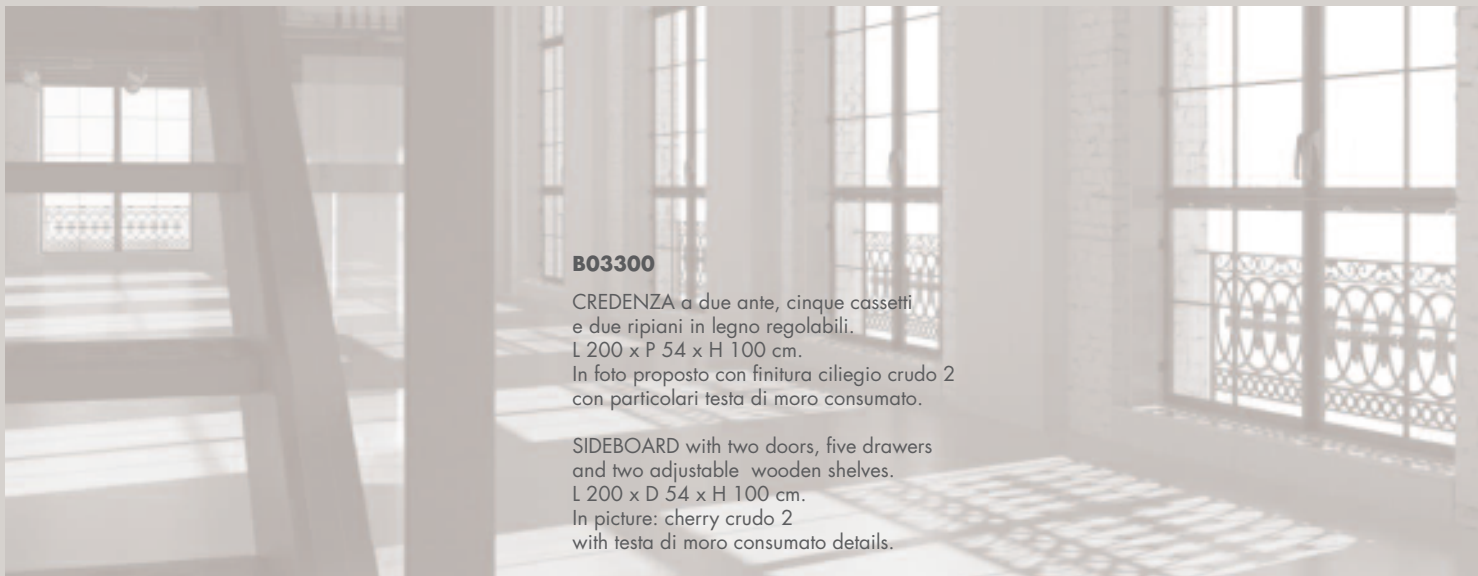 B03300
CREDENZA a due ante, cinque cassetti
e due ripiani in legno regolabili.
L 200 x P 54 x H 100 cm.
In foto proposto con finitura ciliegio crudo 2
con particolari testa di moro consumato.
SIDEBOARD with two doors, five drawers
and two adjustable  wooden shelves.
L 200 x D 54 x H 100 cm.
In picture: cherry crudo 2
with testa di moro consumato details.